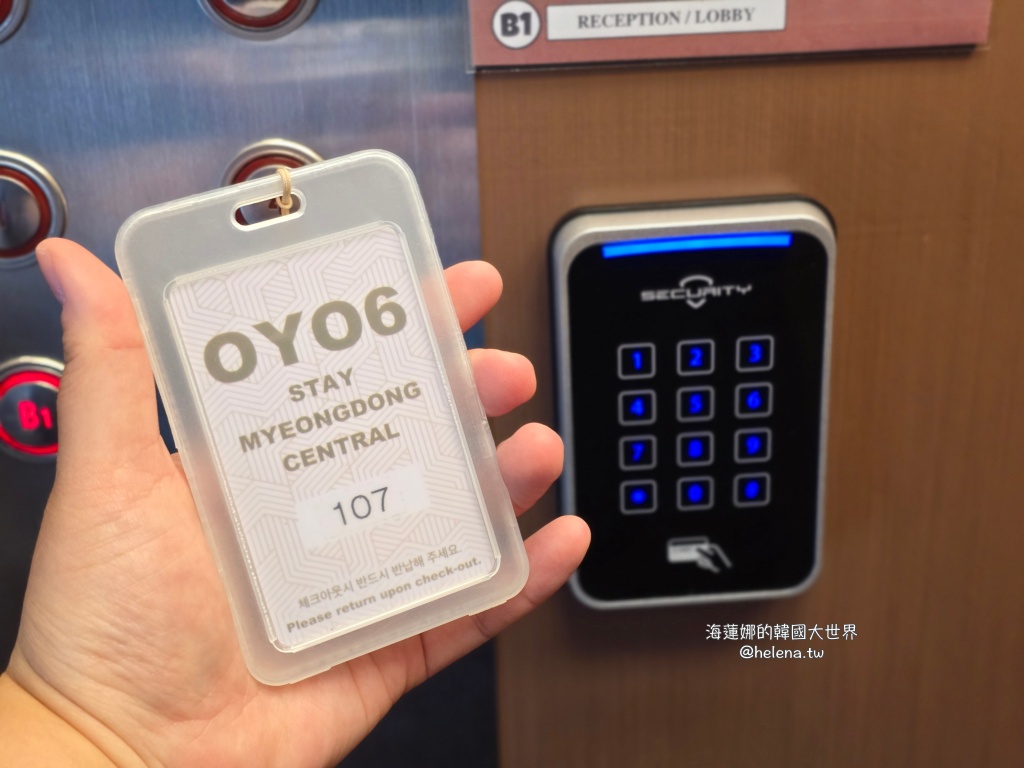 B1 RECEPTION / LOBBY
OYO6
STAY
MYEONGDONG
CENTRAL
107
체크아웃시 반드시 반납해 주세요
Please return upon check-out.
B1
SECURITY
1 2 3
4 5 6
7 8 9
海蓮娜的韓國大世界
@helena.tw